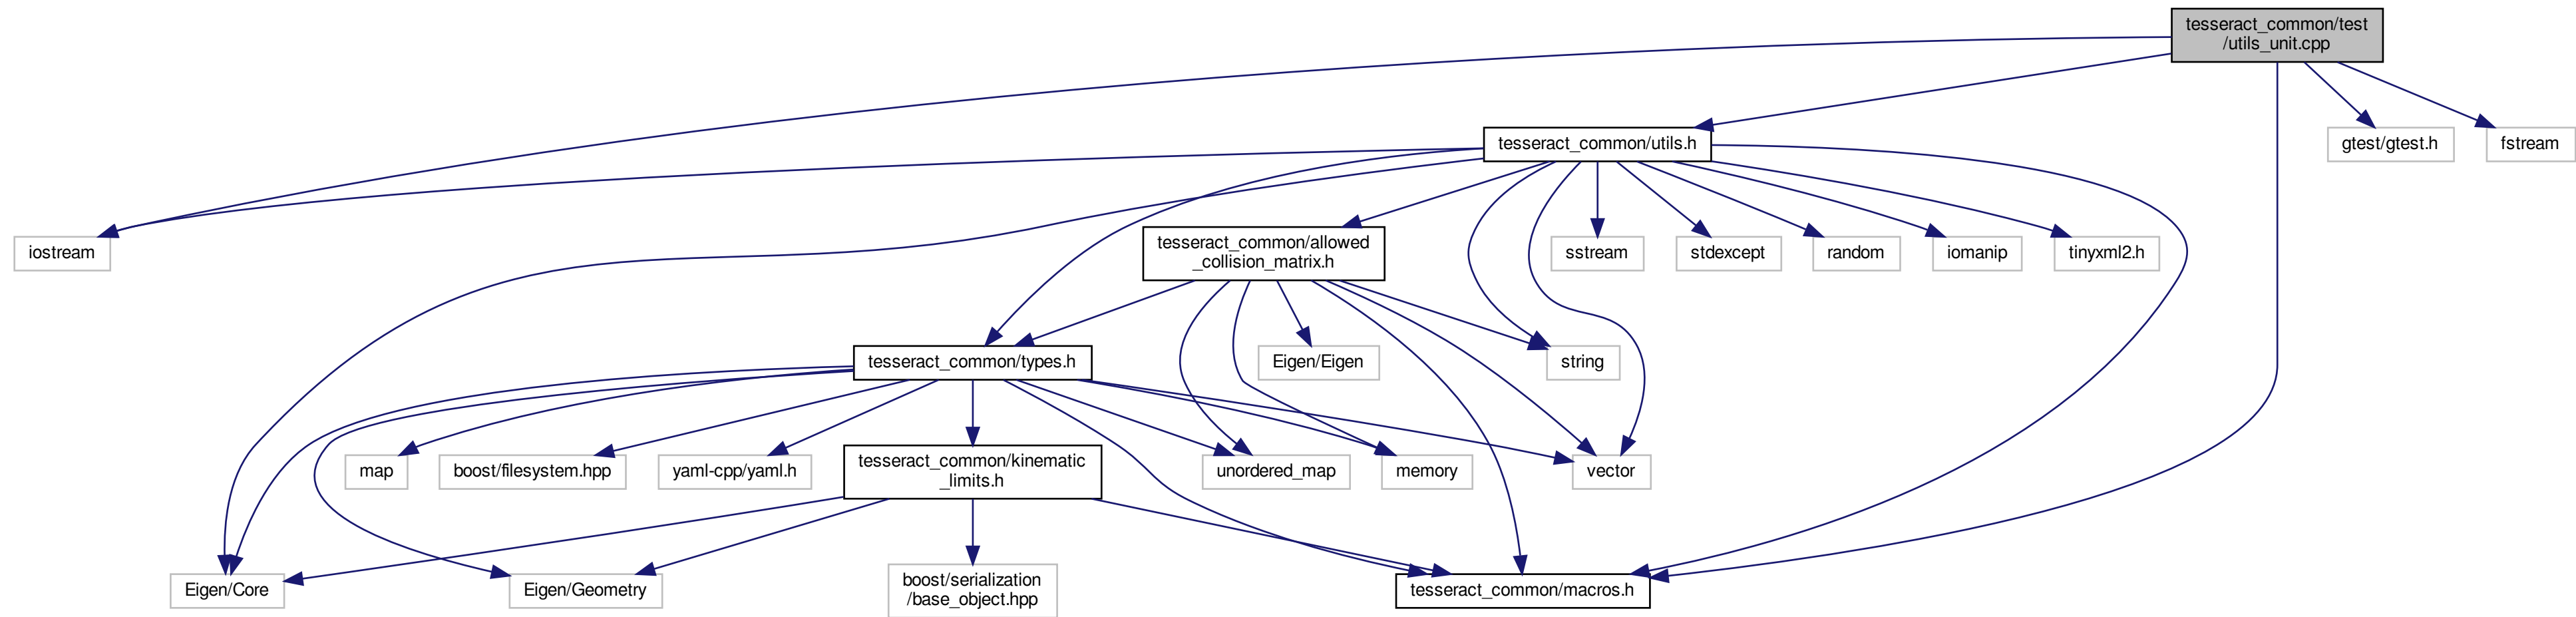 tesseract_common/test
/utils_unit.cpp
tesseract_common/utils.h
gtest/gtest.h
fstream
iostream
tesseract_common/allowed
_collision_matrix.h
sstream
stdexcept
random
iomanip
tinyxml2.h
tesseract_common/types.h
Eigen/Eigen
string
map
boost/filesystem.hpp
yaml-cpp/yaml.h
tesseract_common/kinematic
_limits.h
unordered_map
memory
vector
Eigen/Core
Eigen/Geometry
boost/serialization
/base_object.hpp
tesseract_common/macros.h